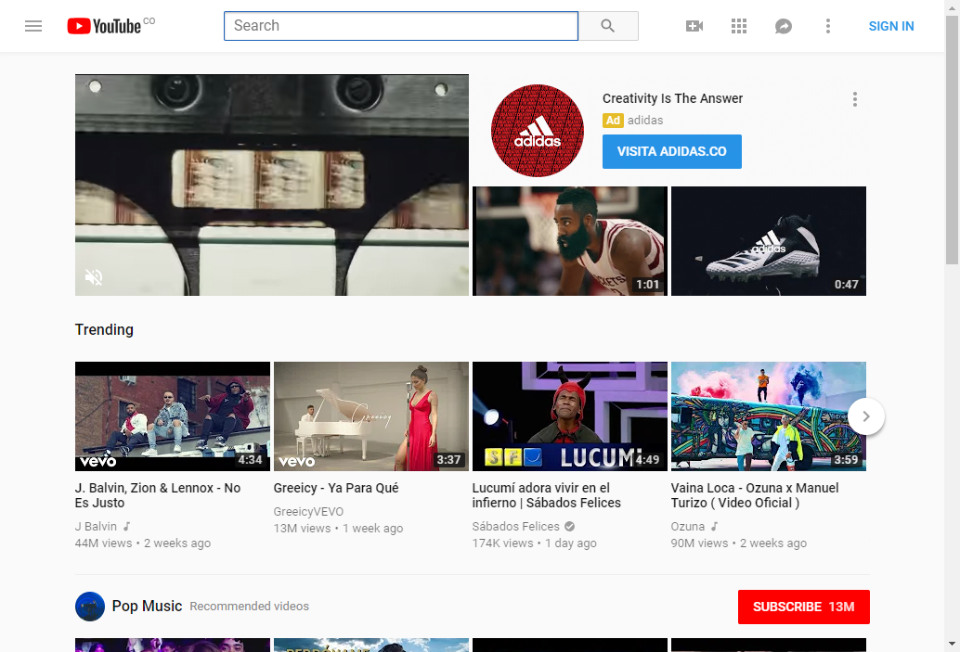 YouTube CO
Search
SIGN IN
adidas
Creativity Is The Answer
Ad adidas
VISITA ADIDAS.CO
1:01
adidas
0:47
Trending
vevo
4:34
Greeicy
vevo
3:37
LUCUMI
4:49
3:59
J. Balvin, Zion & Lennox - No
Es Justo
J Balvin
44M views • 2 weeks ago
Greeicy - Ya Para Qué
GreeicyVEVO
13M views • 1 week ago
Lucumí adora vivir en el
infierno | Sábados Felices
Sábados Felices
174K views • 1 day ago
Vaina Loca - Ozuna x Manuel
Turizo ( Video Oficial )
Ozuna
90M views • 2 weeks ago
Pop Music Recommended videos
SUBSCRIBE 13M